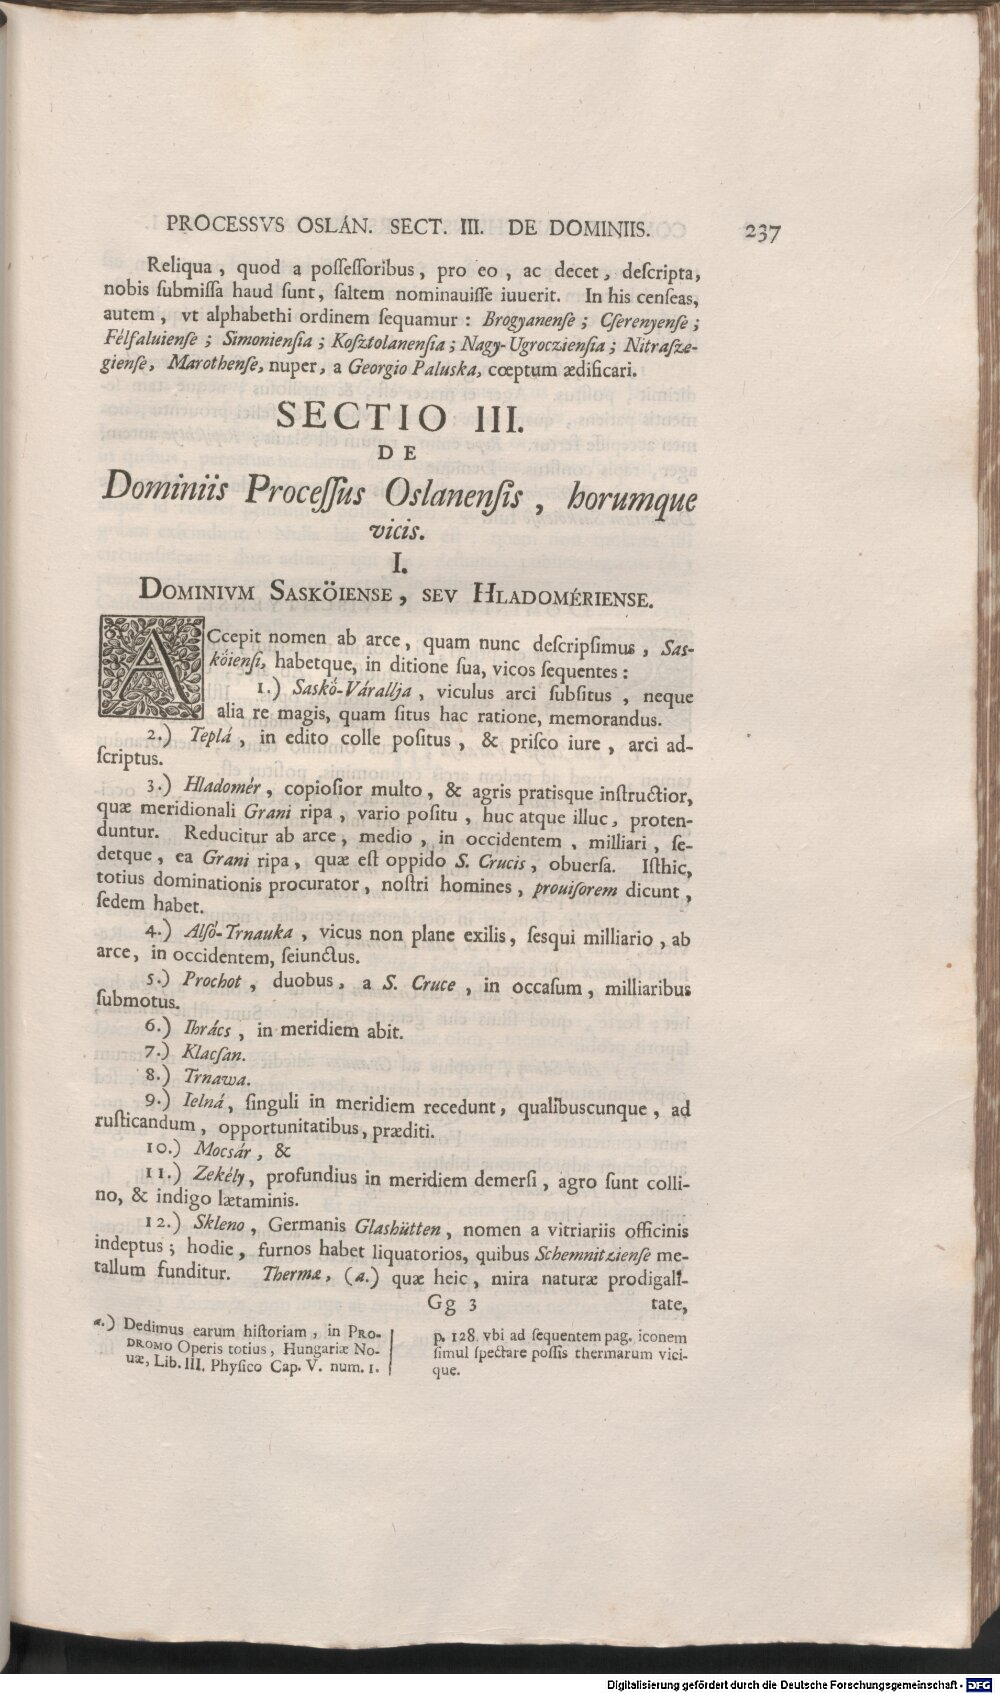 PROCESSVS OSLÁN. SECT. III. DE DOMINIIS. 237
Reliqua, quod a poſſeſſoribus, pro eo, ac decet, deſcripta,
nobis ſubmiſſa haud ſunt, ſaltem nominauiſſe iuuerit. In his cenſeas,
autem, vt alphabethi ordinem ſequamur: Brogyanenſe; Cſerenyenſe;
Félfaluienſe; Simonienſia; Koſztolanenſia; Nagy-Ugroczienſia; Nitraſze-
gienſe, Marothenſe, nuper, a Georgio Paluska, cœptum ædificari.
SECTIO III.
DE
Dominiis Proceſſus Oslanenſis, horumque
vicis.
I.
DOMINIVM SASKÖIENSE, SEV HLADOMÉRIENSE.
ACcepit nomen ab arce, quam nunc deſcripſimus, Sas-
köienſi, habetque, in ditione ſua, vicos ſequentes:
1.) Saskö-Várallja, viculus arci ſubſitus, neque
alia re magis, quam ſitus hac ratione, memorandus.
2.) Teplá, in edito colle poſitus, & priſco iure, arci ad-
ſcriptus.
3.) Hladomér, copioſior multo, & agris pratisque inſtructior,
quæ meridionali Grani ripa, vario poſitu, huc atque illuc, proten-
duntur. Reducitur ab arce, medio, in occidentem, milliari, ſe-
detque, ea Grani ripa, quæ eſt oppido S. Crucis, obuerſa. Iſthic,
totius dominationis procurator, noſtri homines, prouiſorem dicunt,
ſedem habet.
4.) Alſó-Trnauka, vicus non plane exilis, ſesqui milliario, ab
arce, in occidentem, ſeiunctus.
5.) Prochot, duobus, a S. Cruce, in occaſum, milliaribus
ſubmotus.
6.) Ihrács, in meridiem abit.
7.) Klacſan.
8.) Trnawa.
9.) Ielná, ſinguli in meridiem recedunt, qualibuscunque, ad
ruſticandum, opportunitatibus, præditi.
10.) Mocsár, &
11.) Zekély, profundius in meridiem demerſi, agro ſunt colli-
no, & indigo lætaminis.
12.) Skleno, Germanis Glashütten, nomen a vitriariis officinis
indeptus; hodie, furnos habet liquatorios, quibus Schemnitzienſe me-
tallum funditur. Thermæ, (a.) quæ heic, mira naturæ prodigali-
Gg 3 tate,
a.) Dedimus earum hiſtoriam, in PRO-
DROMO Operis totius, Hungariæ No-
uæ, Lib. III. Phyſico Cap. V. num. 1.
p. 128. vbi ad ſequentem pag. iconem
ſimul ſpectare poſſis thermarum vici-
que.
Digitalisierung gefördert durch die Deutsche Forschungsgemeinschaft - DFG